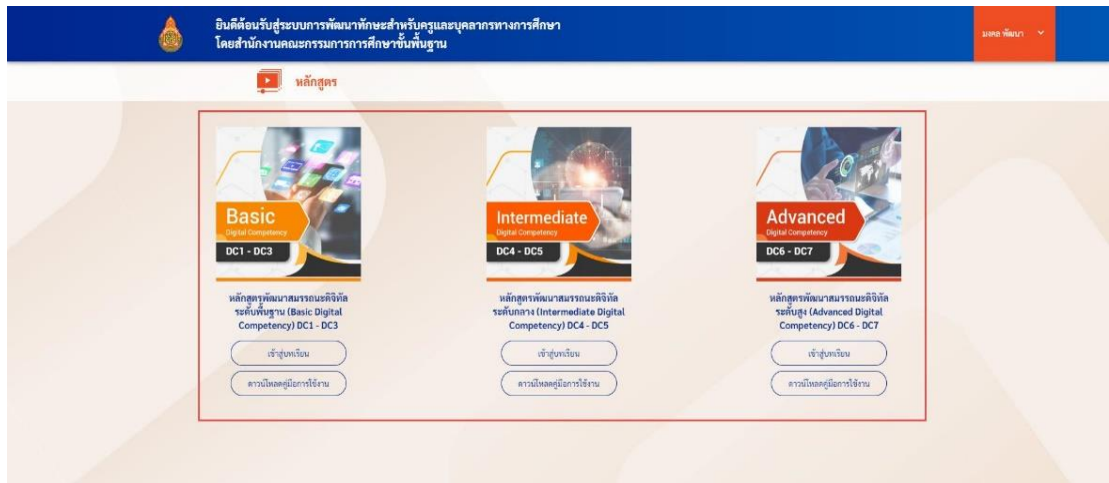 ยินดีต้อนรับสู่ระบบการพัฒนาทักษะสำหรับครูและบุคลากรทางการศึกษา
โดยสำนักงานคณะกรรมการการศึกษาขั้นพื้นฐาน
มงคล พัฒนา
หลักสูตร
Basic
Digital Competency
DC1 - DC3
Intermediate
Digital Competency
DC4 - DC5
Advanced
Digital Competency
DC6 - DC7
หลักสูตรพัฒนาสมรรถนะดิจิทัล
ระดับพื้นฐาน (Basic Digital
Competency) DC1 - DC3
หลักสูตรพัฒนาสมรรถนะดิจิทัล
ระดับกลาง (Intermediate Digital
Competency) DC4 - DC5
หลักสูตรพัฒนาสมรรถนะดิจิทัล
ระดับสูง (Advanced Digital
Competency) DC6 - DC7
เข้าสู่บทเรียน
เข้าสู่บทเรียน
เข้าสู่บทเรียน
ดาวน์โหลดคู่มือการใช้งาน
ดาวน์โหลดคู่มือการใช้งาน
ดาวน์โหลดคู่มือการใช้งาน